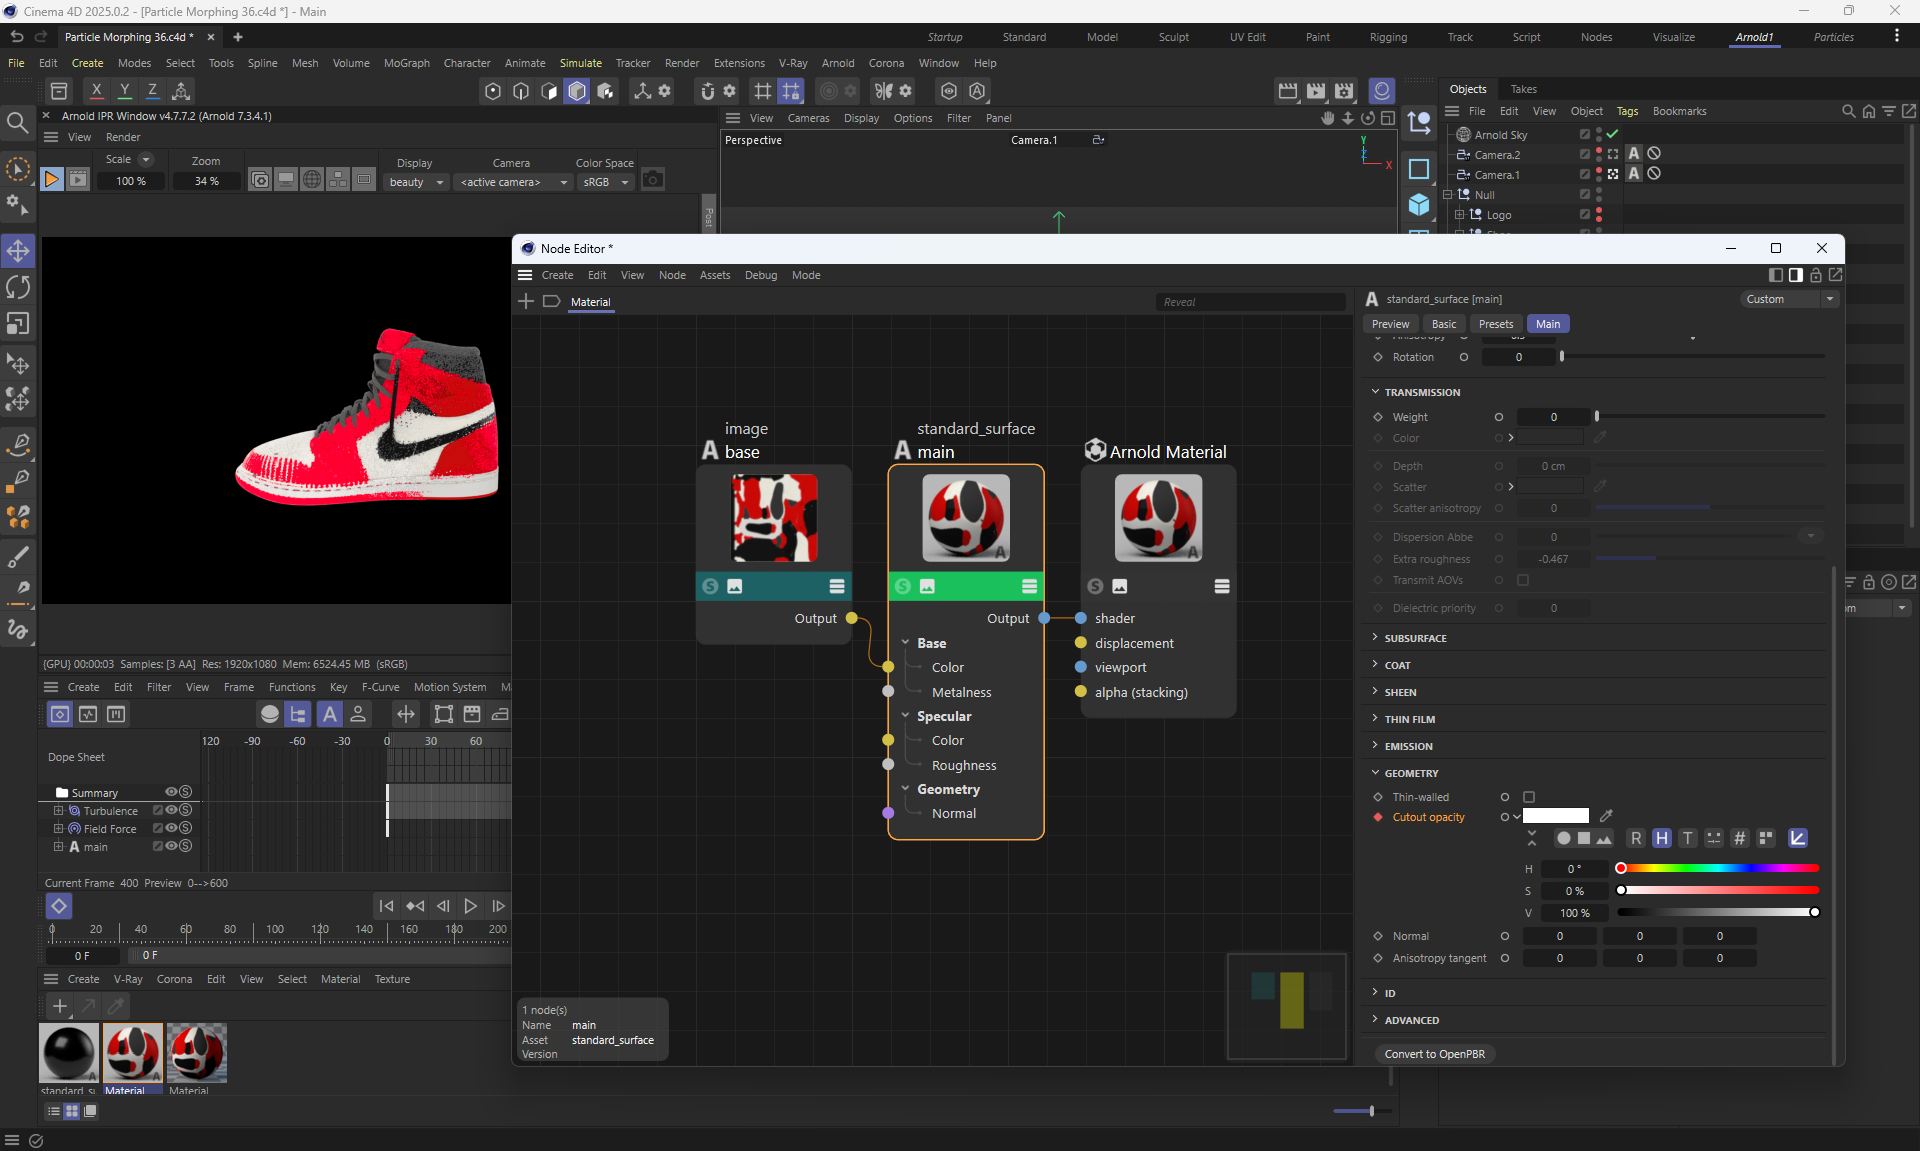 Cinema 4D 2025.0.2 - [Particle Morphing 36.c4d *] - Main
Particle Morphing 36.c4d *
Startup Standard Model Sculpt UV Edit Paint Rigging Track Script Nodes Visualize Arnold1 Particles
File Edit Create Modes Select Tools Spline Mesh Volume MoGraph Character Animate Simulate Tracker Render Extensions V-Ray Arnold Corona Window Help
X Y Z
Arnold IPR Window v4.7.7.2 (Arnold 7.3.4.1)
View Render
Scale Zoom Display Camera Color Space
100 % 34 % beauty <active camera> sRGB
Post
View Cameras Display Options Filter Panel
Perspective
Camera.1
Y
Z
X
Objects Takes
File Edit View Object Tags Bookmarks
Arnold Sky
Camera.2
Camera.1
Null
Logo
Node Editor *
Create Edit View Node Assets Debug Mode
Material
Reveal
image
base
Output
standard_surface
main
Output
Base
Color
Metalness
Specular
Color
Roughness
Geometry
Normal
Arnold Material
shader
displacement
viewport
alpha (stacking)
1 node(s)
Name main
Asset standard_surface
Version
standard_surface [main]
Custom
Preview Basic Presets Main
Rotation 0
TRANSMISSION
Weight 0
Color
Depth 0 cm
Scatter
Scatter anisotropy 0
Dispersion Abbe 0
Extra roughness -0.467
Transmit AOVs
Dielectric priority 0
SUBSURFACE
COAT
SHEEN
THIN FILM
EMISSION
GEOMETRY
Thin-walled
Cutout opacity
R H T #
H 0 °
S 0 %
V 100 %
Normal 0 0 0
Anisotropy tangent 0 0 0
ID
ADVANCED
Convert to OpenPBR
{GPU} 00:00:03 Samples: [3 AA] Res: 1920x1080 Mem: 6524.45 MB (sRGB)
Create Edit Filter View Frame Functions Key F-Curve Motion System
Dope Sheet
120 -90 -60 -30 0 30 60
Summary
Turbulence
Field Force
main
Current Frame 400 Preview 0-->600
0 20 40 60 80 100 120 140 160 180 200
0 F 0 F
Create V-Ray Corona Edit View Select Material Texture
standard_su Material Material